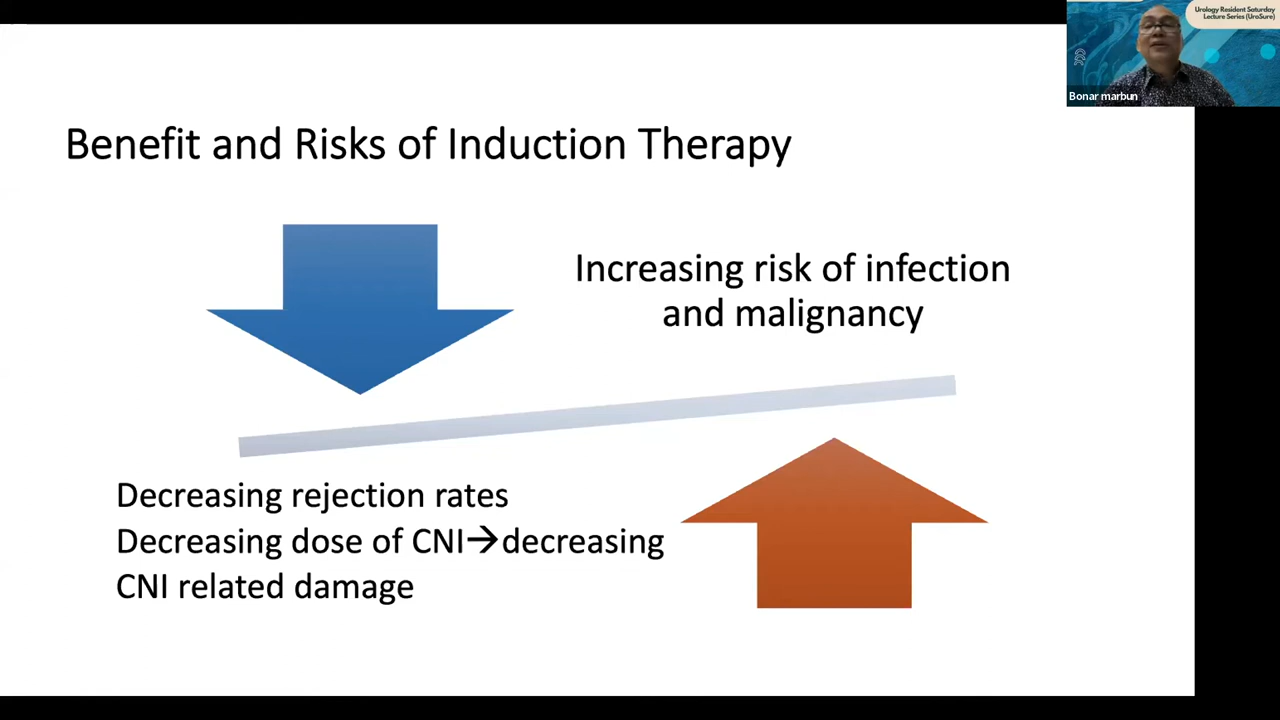 Urology Resident Saturday
Lecture Series (UroSure)
Bonar marbun
Benefit and Risks of Induction Therapy
Increasing risk of infection
and malignancy
Decreasing rejection rates
Decreasing dose of CNI→decreasing
CNI related damage